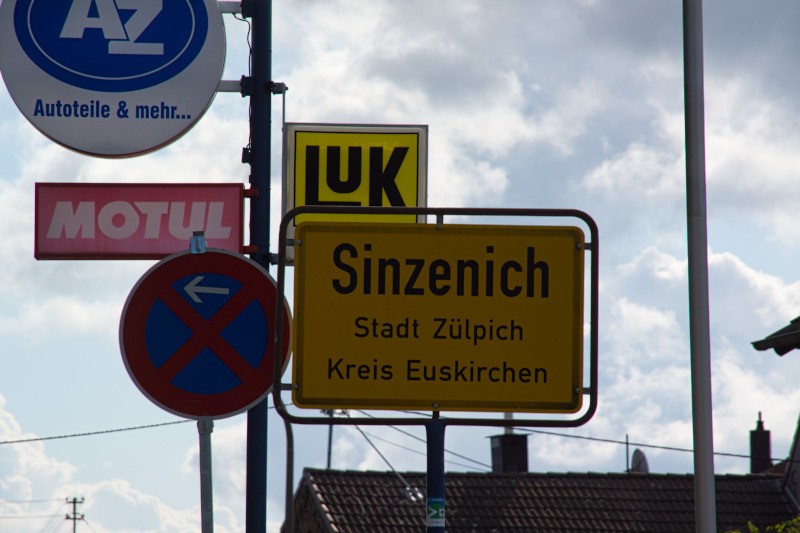 AZ
Autoteile & mehr...
MOTUL
LUK
Sinzenich
Stadt Zülpich
Kreis Euskirchen